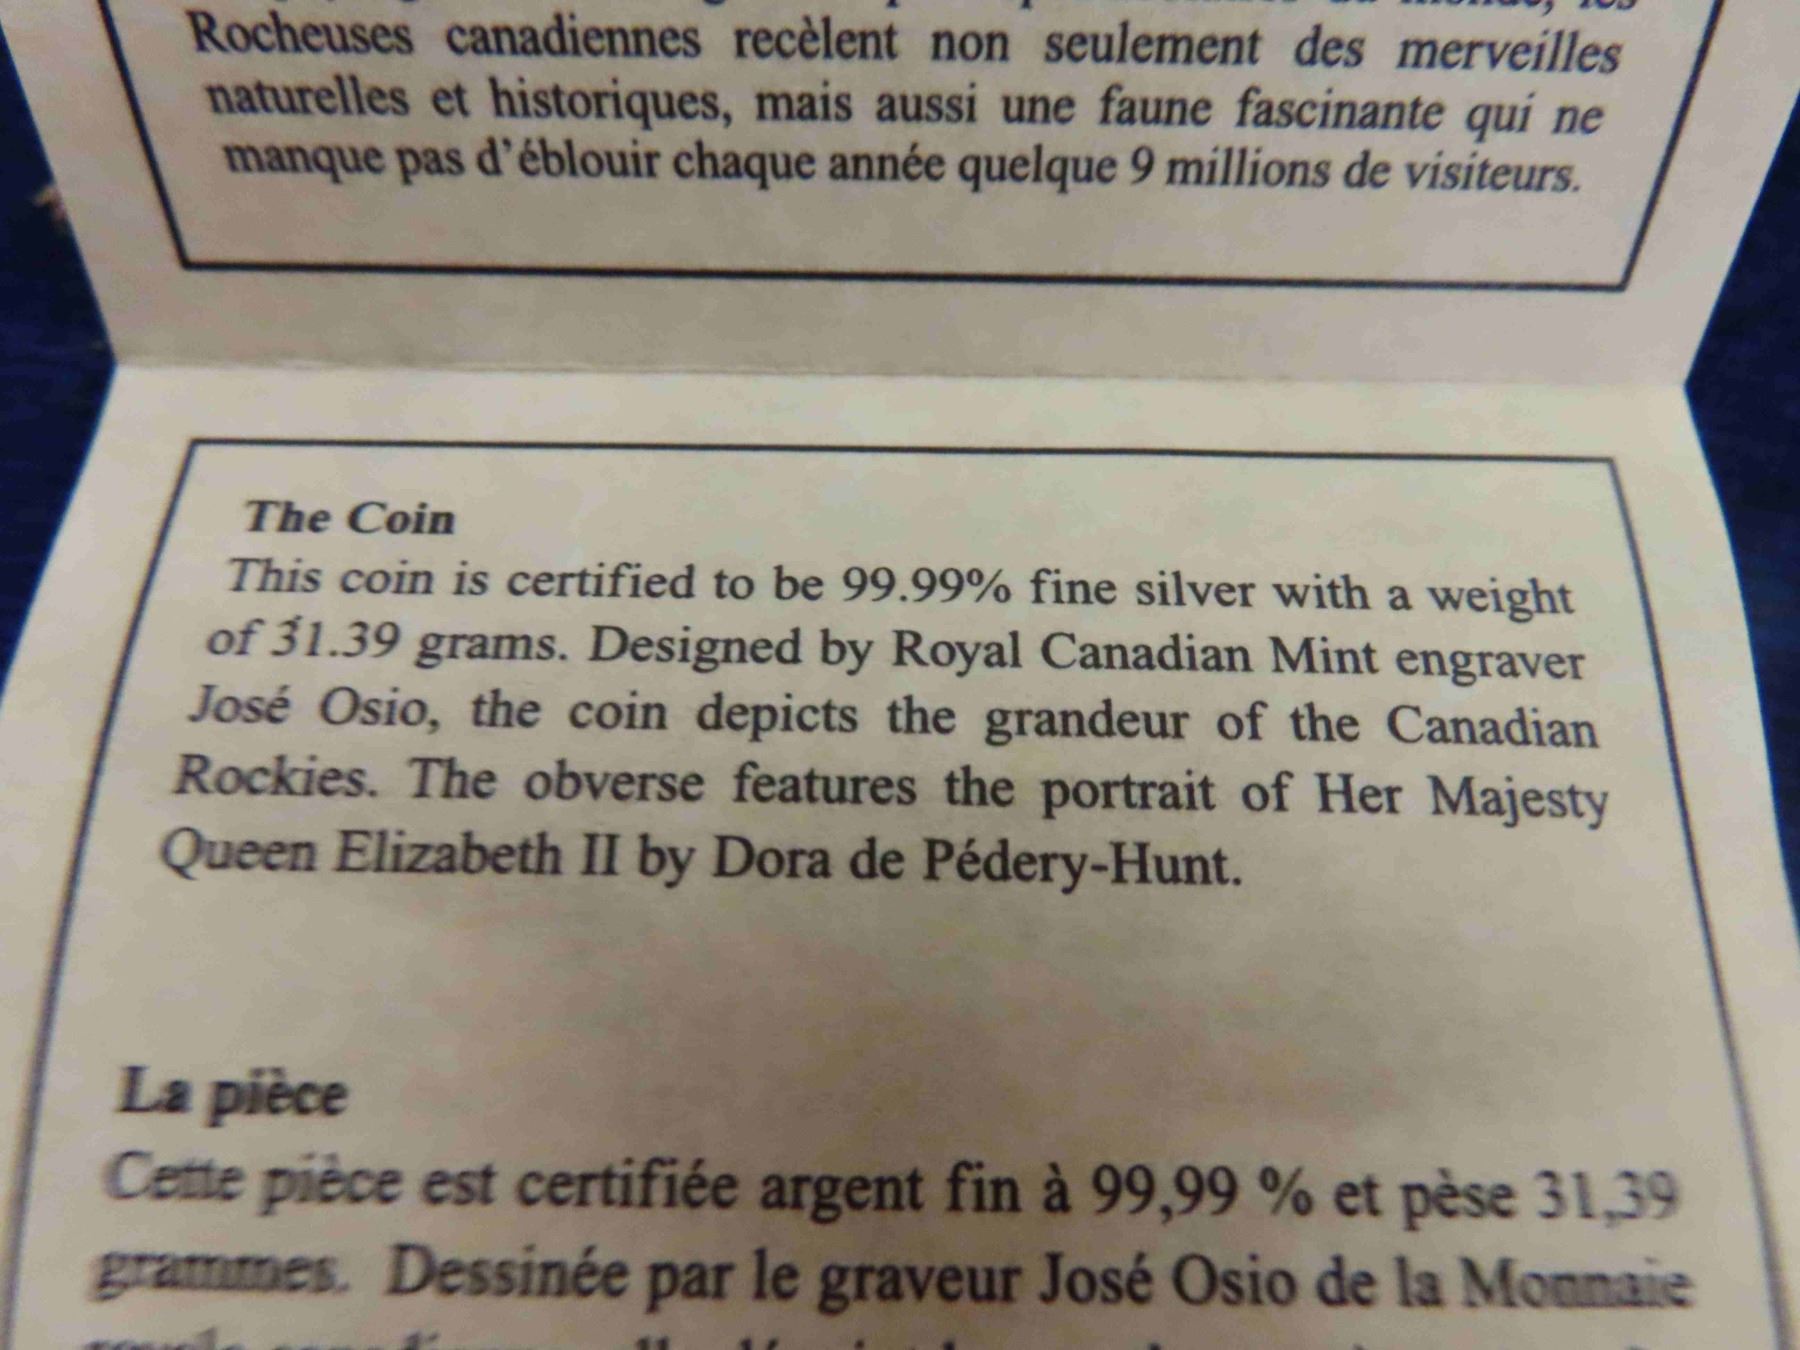 Rocheuses canadiennes recèlent non seulement des merveilles
naturelles et historiques, mais aussi une faune fascinante qui ne
manque pas d'éblouir chaque année quelque 9 millions de visiteurs.
The Coin
This coin is certified to be 99.99% fine silver with a weight
of 31.39 grams. Designed by Royal Canadian Mint engraver
José Osio, the coin depicts the grandeur of the Canadian
Rockies. The obverse features the portrait of Her Majesty
Queen Elizabeth II by Dora de Pédery-Hunt.
La pièce
Cette pièce est certifiée argent fin à 99,99 % et pèse 31,39
grammes. Dessinée par le graveur José Osio de la Monnaie